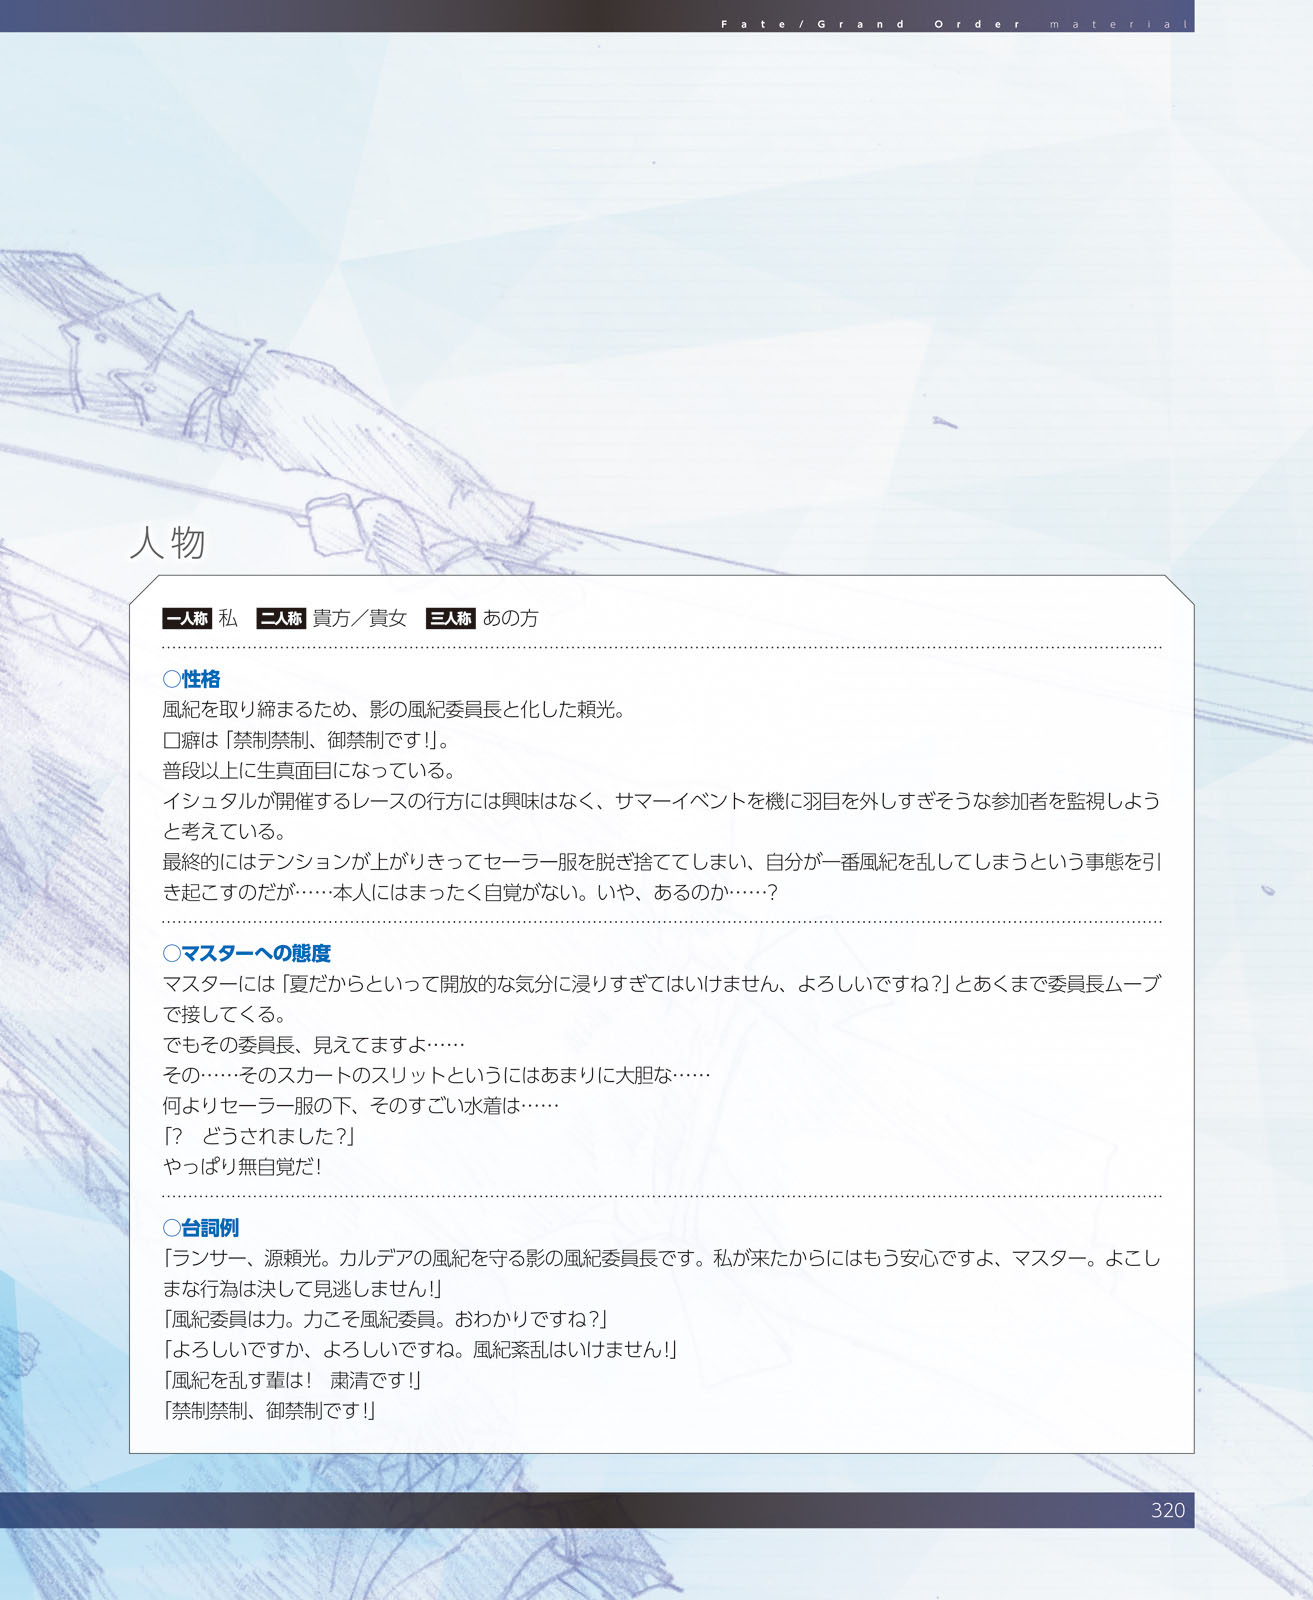 Fate/Grand Order material
人物
一人称 私 二人称 貴方／貴女 三人称 あの方
○性格
風紀を取り締まるため、影の風紀委員長と化した頼光。
口癖は「禁制禁制、御禁制です！」。
普段以上に生真面目になっている。
イシュタルが開催するレースの行方には興味はなく、サマーイベントを機に羽目を外しすぎそうな参加者を監視しよう
と考えている。
最終的にはテンションが上がりきってセーラー服を脱ぎ捨ててしまい、自分が一番風紀を乱してしまうという事態を引
き起こすのだが……本人にはまったく自覚がない。いや、あるのか……？
○マスターへの態度
マスターには「夏だからといって開放的な気分に浸りすぎてはいけません、よろしいですね？」とあくまで委員長ムーブ
で接してくる。
でもその委員長、見えてますよ……
その……そのスカートのスリットというにはあまりに大胆な……
何よりセーラー服の下、そのすごい水着は……
「？　どうされました？」
やっぱり無自覚だ！
○台詞例
「ランサー、源頼光。カルデアの風紀を守る影の風紀委員長です。私が来たからにはもう安心ですよ、マスター。よこし
まな行為は決して見逃しません！」
「風紀委員は力。力こそ風紀委員。おわかりですね？」
「よろしいですか、よろしいですね。風紀紊乱はいけません！」
「風紀を乱す輩は！　粛清です！」
「禁制禁制、御禁制です！」
320